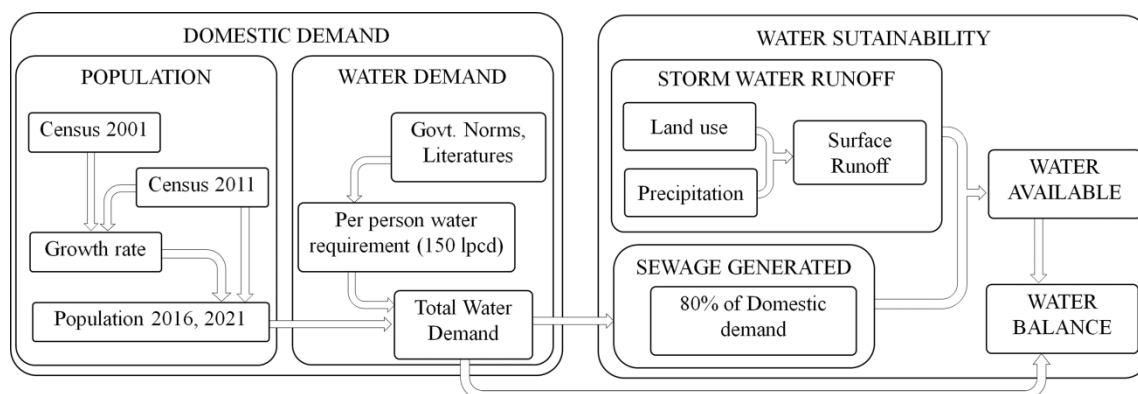 DOMESTIC DEMAND
POPULATION
Census 2001
Census 2011
Growth rate
Population 2016, 2021
WATER DEMAND
Govt. Norms,
Literatures
Per person water
requirement (150 lpcd)
Total Water
Demand
WATER SUTAINABILITY
STORM WATER RUNOFF
Land use
Precipitation
Surface
Runoff
SEWAGE GENERATED
80% of Domestic
demand
WATER
AVAILABLE
WATER
BALANCE